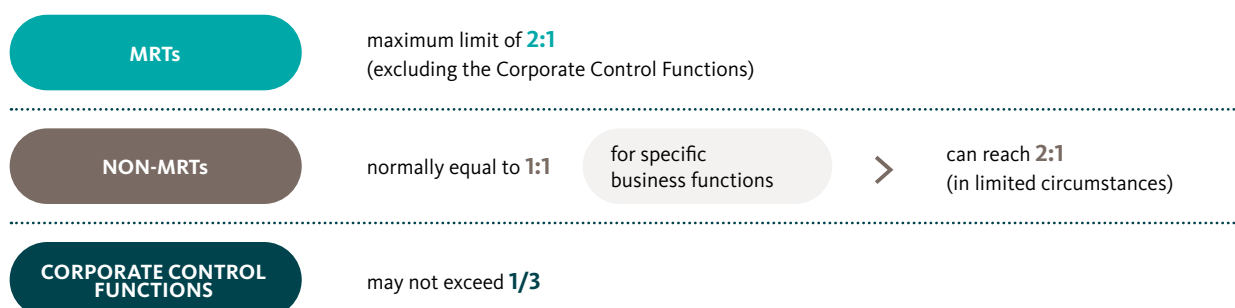 MRTs
maximum limit of 2:1
(excluding the Corporate Control Functions)
NON-MRTs
normally equal to 1:1
for specific
business functions
>
can reach 2:1
(in limited circumstances)
CORPORATE CONTROL
FUNCTIONS
may not exceed 1/3